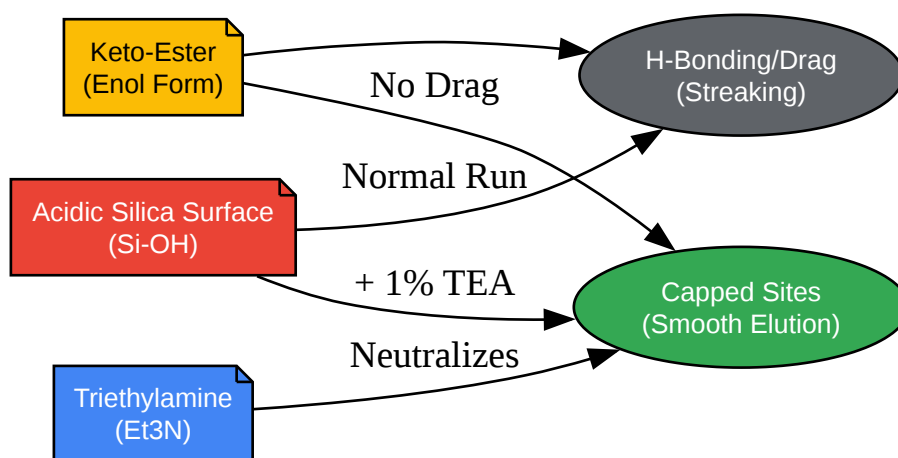 Keto-Ester
(Enol Form)
H-Bonding/Drag
(Streaking)
No Drag
Normal Run
Acidic Silica Surface
(Si-OH)
+ 1% TEA
Capped Sites
(Smooth Elution)
Neutralizes
Triethylamine
(Et3N)